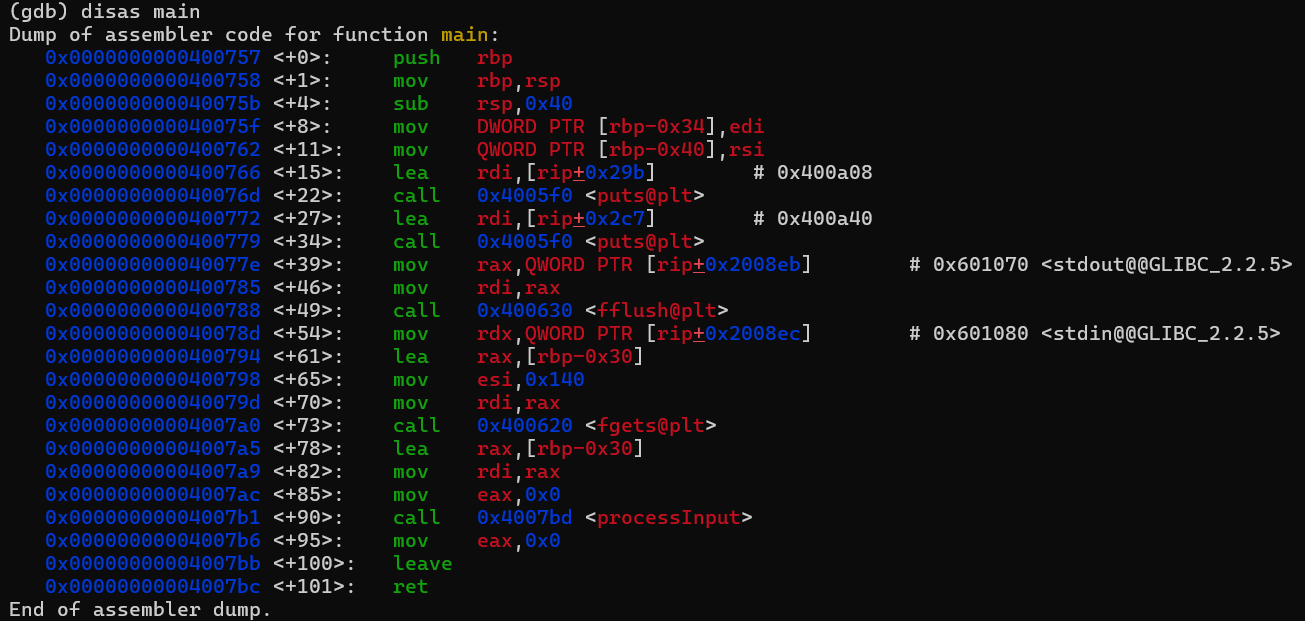 (gdb) disas main
Dump of assembler code for function main:
   0x0000000000400757 <+0>:     push   rbp
   0x0000000000400758 <+1>:     mov    rbp,rsp
   0x000000000040075b <+4>:     sub    rsp,0x40
   0x000000000040075f <+8>:     mov    DWORD PTR [rbp-0x34],edi
   0x0000000000400762 <+11>:    mov    QWORD PTR [rbp-0x40],rsi
   0x0000000000400766 <+15>:    lea    rdi,[rip+0x29b]        # 0x400a08
   0x000000000040076d <+22>:    call   0x4005f0 <puts@plt>
   0x0000000000400772 <+27>:    lea    rdi,[rip+0x2c7]        # 0x400a40
   0x0000000000400779 <+34>:    call   0x4005f0 <puts@plt>
   0x000000000040077e <+39>:    mov    rax,QWORD PTR [rip+0x2008eb]        # 0x601070 <stdout@@GLIBC_2.2.5>
   0x0000000000400785 <+46>:    mov    rdi,rax
   0x0000000000400788 <+49>:    call   0x400630 <fflush@plt>
   0x000000000040078d <+54>:    mov    rdx,QWORD PTR [rip+0x2008ec]        # 0x601080 <stdin@@GLIBC_2.2.5>
   0x0000000000400794 <+61>:    lea    rax,[rbp-0x30]
   0x0000000000400798 <+65>:    mov    esi,0x140
   0x000000000040079d <+70>:    mov    rdi,rax
   0x00000000004007a0 <+73>:    call   0x400620 <fgets@plt>
   0x00000000004007a5 <+78>:    lea    rax,[rbp-0x30]
   0x00000000004007a9 <+82>:    mov    rdi,rax
   0x00000000004007ac <+85>:    mov    eax,0x0
   0x00000000004007b1 <+90>:    call   0x4007bd <processInput>
   0x00000000004007b6 <+95>:    mov    eax,0x0
   0x00000000004007bb <+100>:   leave
   0x00000000004007bc <+101>:   ret
End of assembler dump.